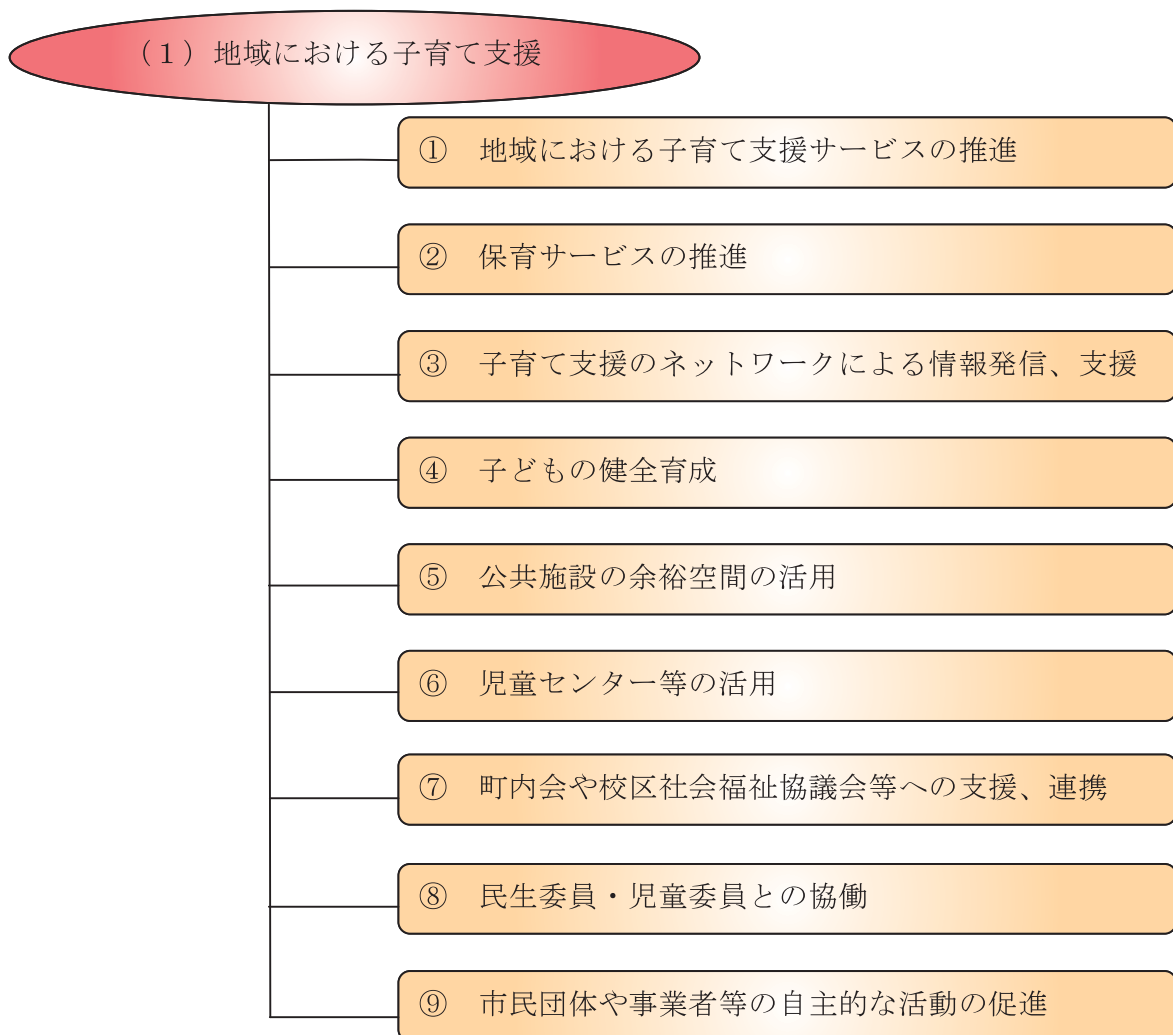 （１）地域における子育て支援
① 地域における子育て支援サービスの推進
② 保育サービスの推進
③ 子育て支援のネットワークによる情報発信、支援
④ 子どもの健全育成
⑤ 公共施設の余裕空間の活用
⑥ 児童センター等の活用
⑦ 町内会や校区社会福祉協議会等への支援、連携
⑧ 民生委員・児童委員との協働
⑨ 市民団体や事業者等の自主的な活動の促進